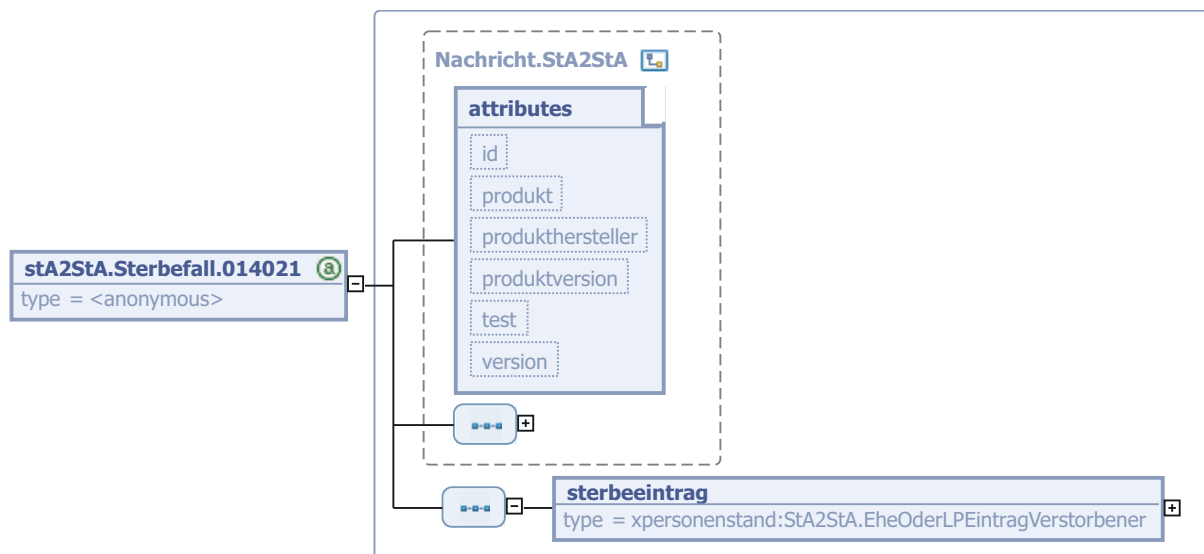 Nachricht.StA2StA
attributes
id
produkt
produkthersteller
produktversion
test
version
stA2StA.Sterbefall.014021 a
type = <anonymous>
sterbeeintrag
type = xpersonenstand:StA2StA.EheOderLPEintragVerstorbener